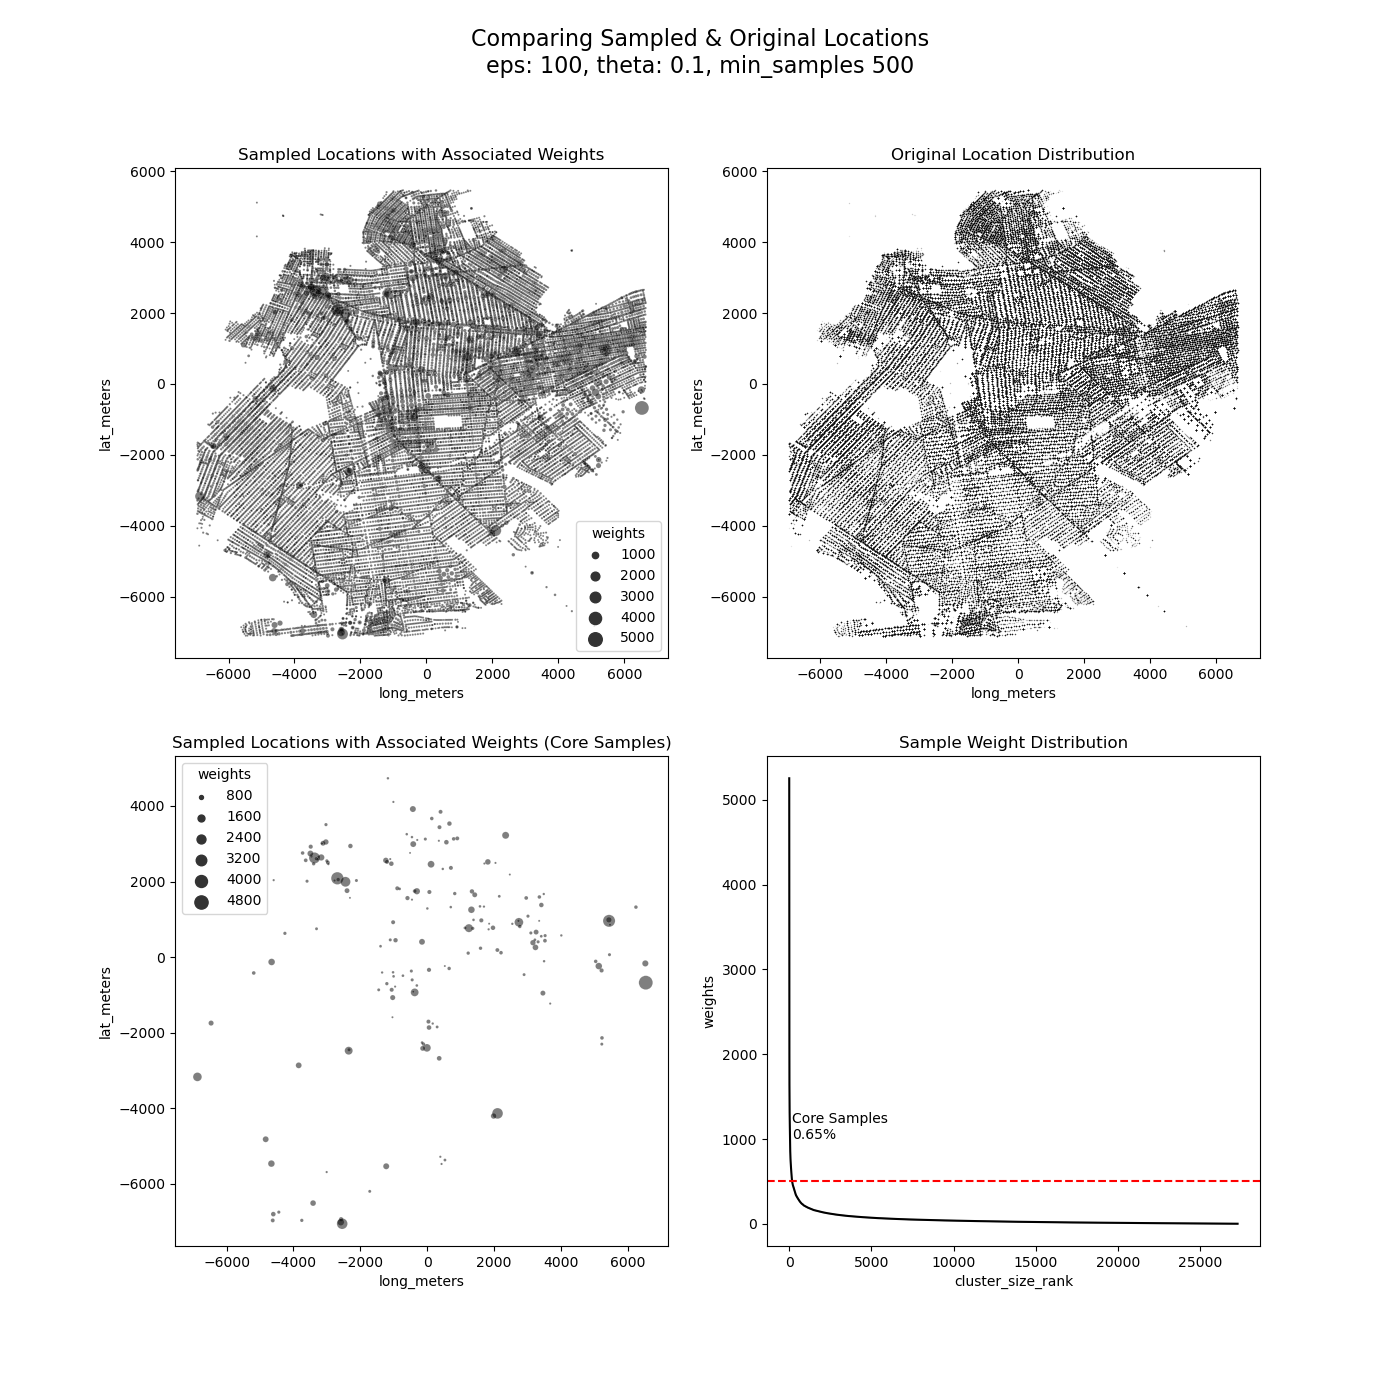 Comparing Sampled & Original Locations
eps: 100, theta: 0.1, min_samples 500
Sampled Locations with Associated Weights
6000
4000
2000
0
−2000
−4000
−6000
lat_meters
weights
1000
2000
3000
4000
5000
−6000 −4000 −2000 0 2000 4000 6000
long_meters
Original Location Distribution
6000
4000
2000
0
−2000
−4000
−6000
lat_meters
−6000 −4000 −2000 0 2000 4000 6000
long_meters
Sampled Locations with Associated Weights (Core Samples)
weights
800
1600
2400
3200
4000
4800
4000
2000
0
−2000
−4000
−6000
lat_meters
−6000 −4000 −2000 0 2000 4000 6000
long_meters
Sample Weight Distribution
5000
4000
3000
2000
1000
0
weights
Core Samples
0.65%
0 5000 10000 15000 20000 25000
cluster_size_rank